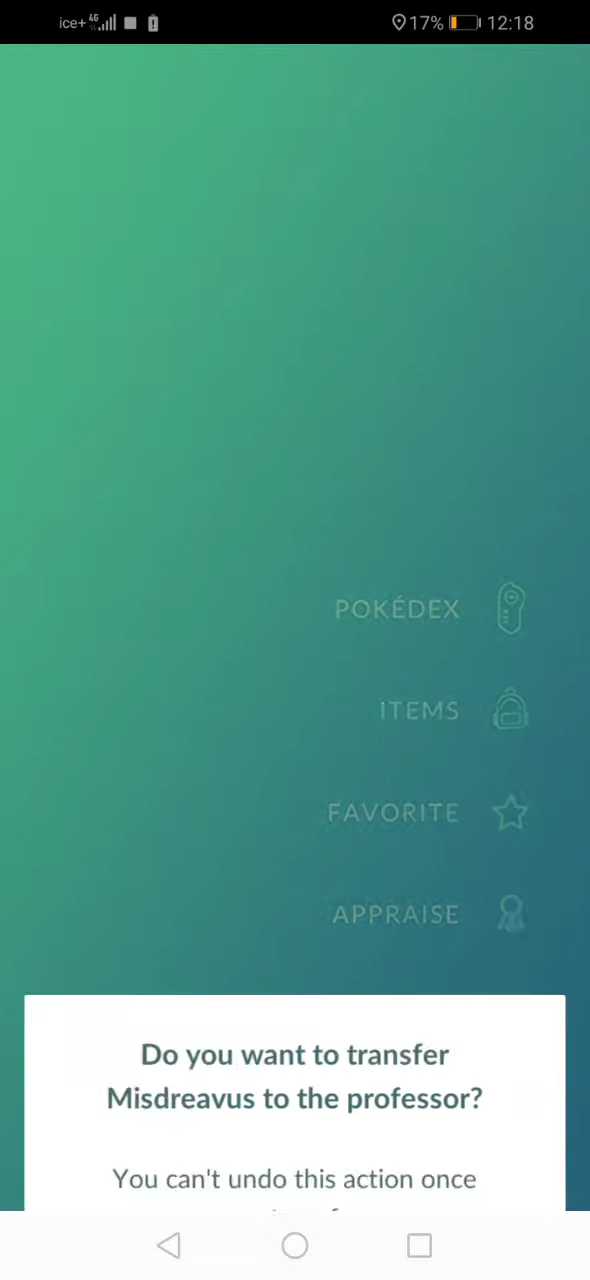 ice+ 4G 17% 12:18
POKÉDEX
ITEMS
FAVORITE
APPRAISE
Do you want to transfer
Misdreavus to the professor?
You can't undo this action once